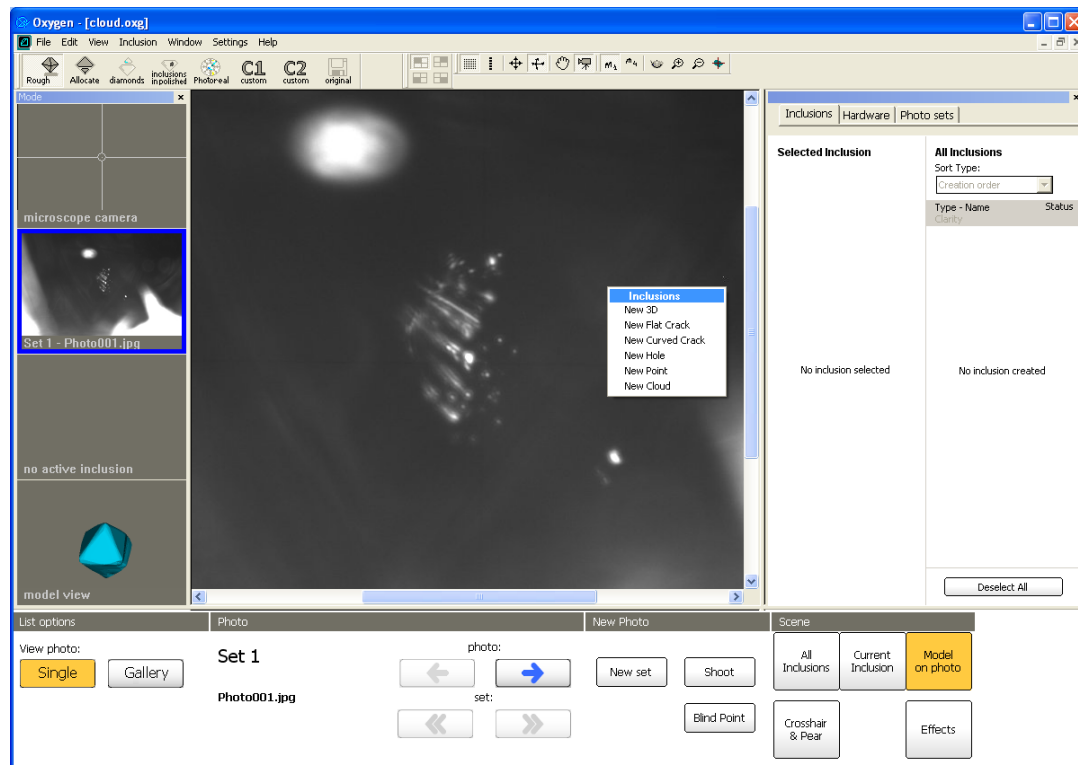 Oxygen - [cloud.oxg]
File Edit View Inclusion Window Settings Help
Rough
Allocate
diamonds
inclusions
inpolished
Photoreal
C1
custom
C2
custom
original
Mode
microscope camera
Set 1 - Photo001.jpg
no active inclusion
model view
Inclusions
New 3D
New Flat Crack
New Curved Crack
New Hole
New Point
New Cloud
Inclusions Hardware Photo sets
Selected Inclusion
No inclusion selected
All Inclusions
Sort Type:
Creation order
Type - Name Status
Clarity
No inclusion created
Deselect All
List options
View photo:
Single Gallery
Photo
Set 1
Photo001.jpg
photo:
set:
New Photo
New set Shoot
Blind Point
Scene
All
Inclusions
Current
Inclusion
Model
on photo
Crosshair
& Pear
Effects